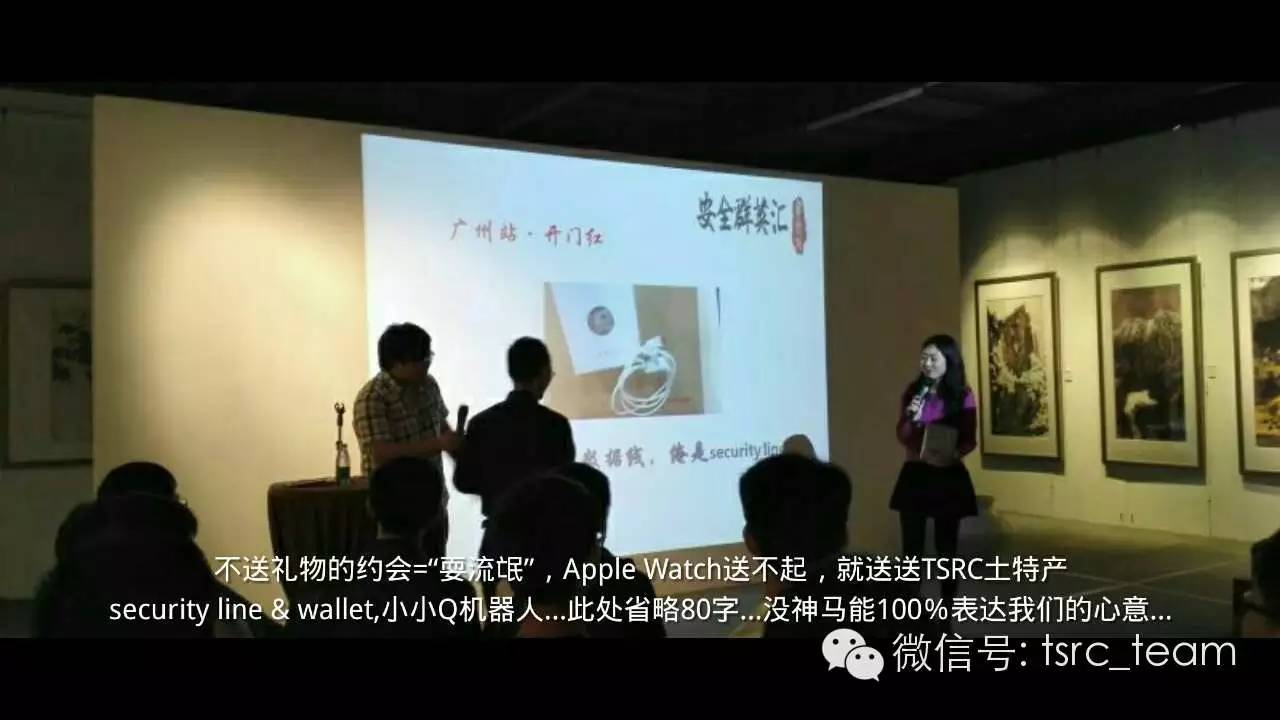 安全群英汇
广州站·开门红
数据线，俺是security line
不送礼物的约会=“耍流氓”，Apple Watch送不起，就送送TSRC土特产
security line & wallet,小小Q机器人...此处省略80字...没神马能100%表达我们的心意...
微信号: tsrc_team